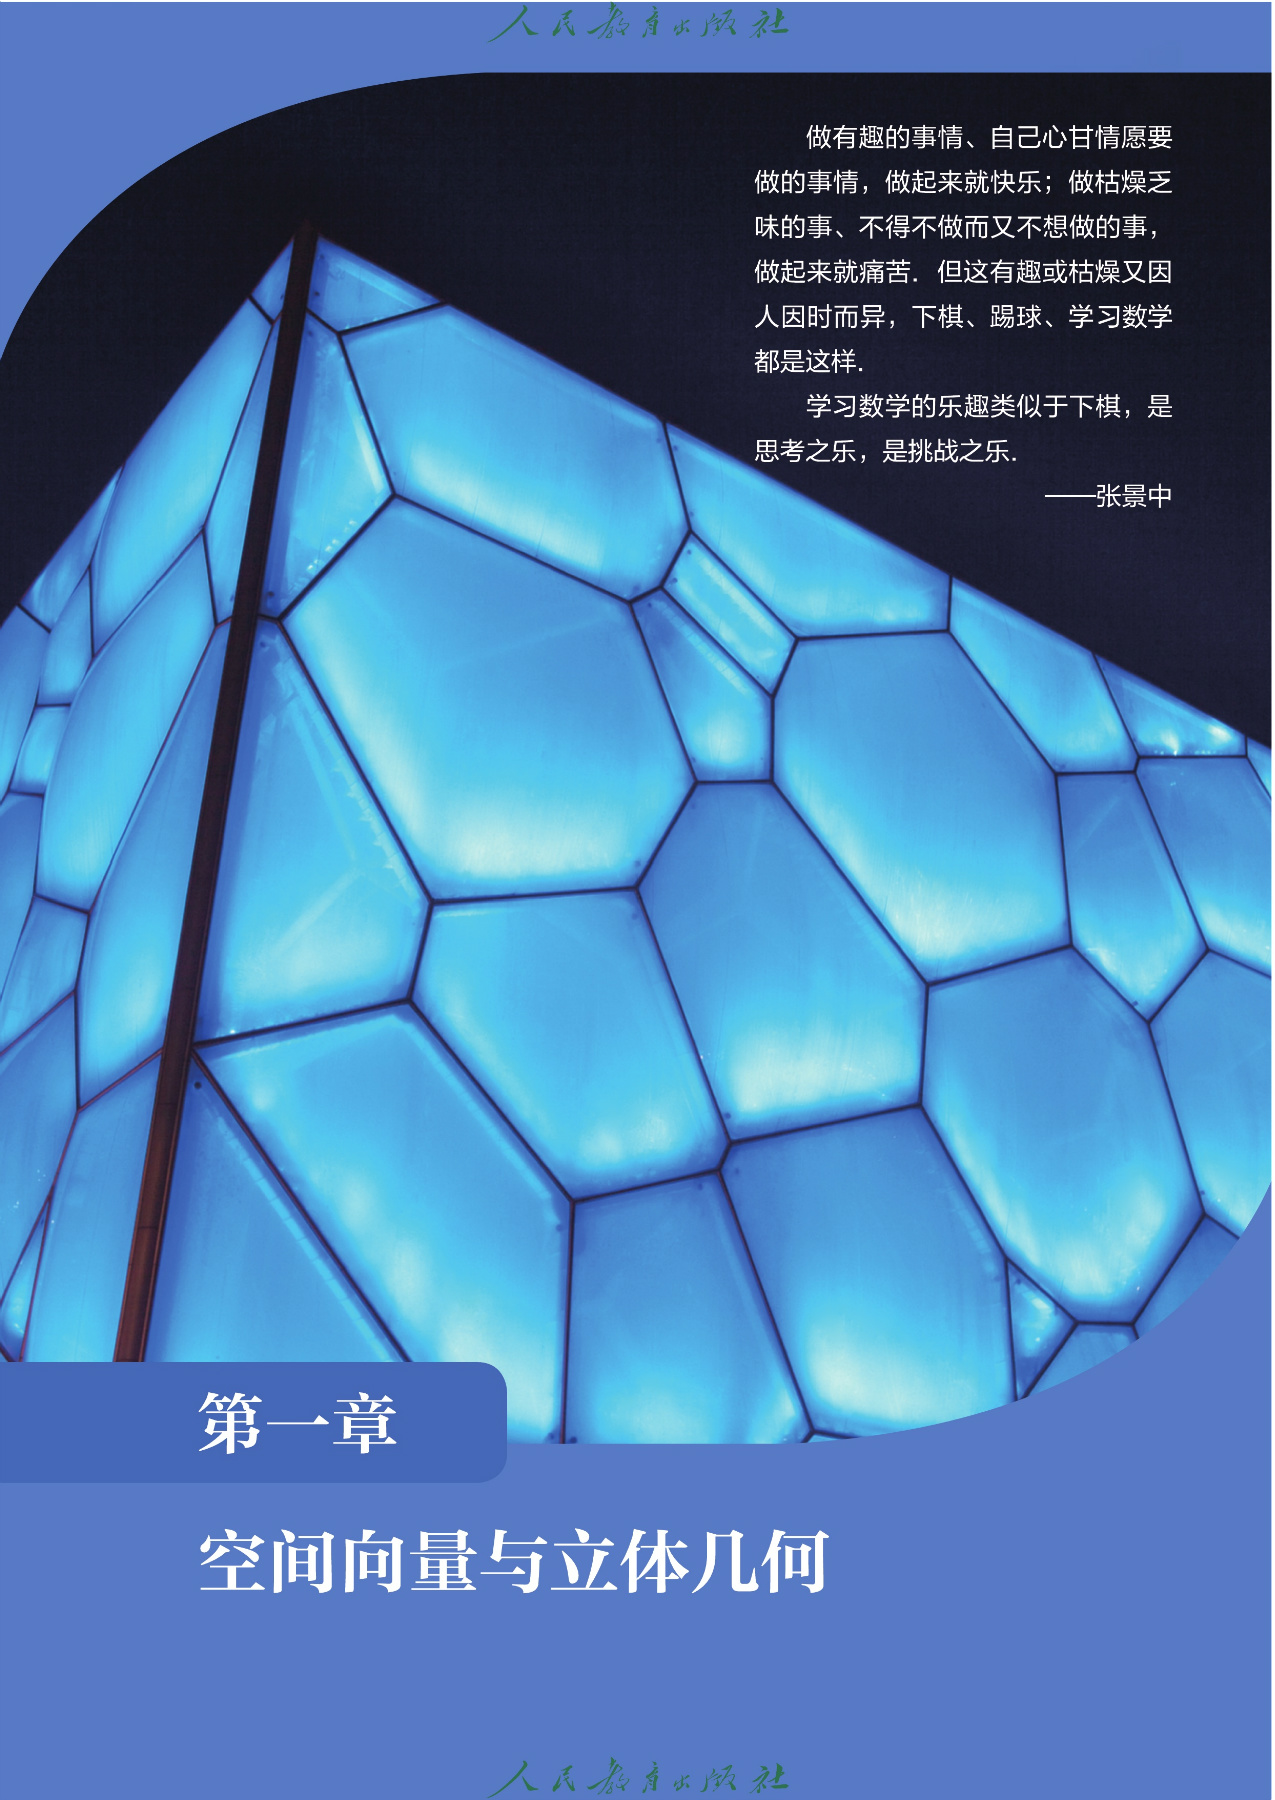 人民教育出版社
做有趣的事情、自己心甘情愿要
做的事情，做起来就快乐；做枯燥乏
味的事、不得不做而又不想做的事，
做起来就痛苦．但这有趣或枯燥又因
人因时而异，下棋、踢球、学习数学
都是这样．
学习数学的乐趣类似于下棋，是
思考之乐，是挑战之乐．
——张景中
第一章
空间向量与立体几何
人民教育出版社